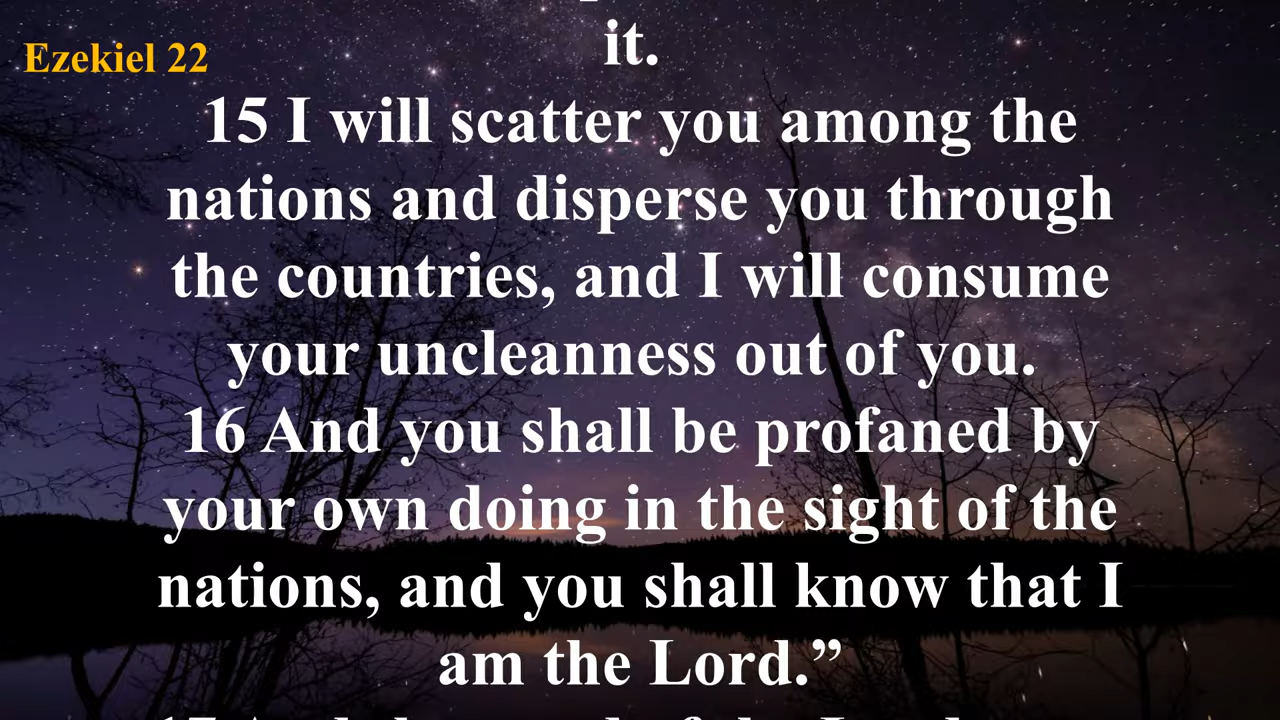 Ezekiel 22
it.
15 I will scatter you among the
nations and disperse you through
the countries, and I will consume
your uncleanness out of you.
16 And you shall be profaned by
your own doing in the sight of the
nations, and you shall know that I
am the Lord.”